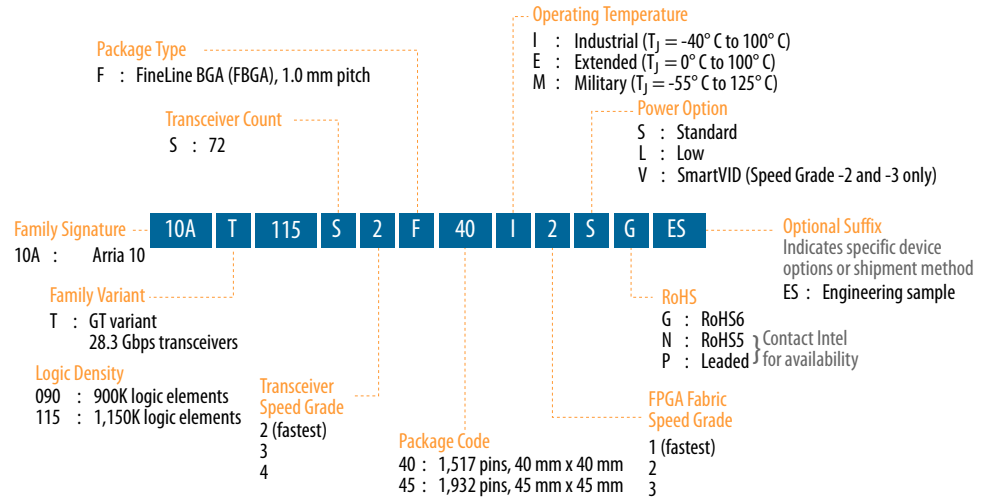 Operating Temperature
I : Industrial (TJ = -40° C to 100° C)
E : Extended (TJ = 0° C to 100° C)
M : Military (TJ = -55° C to 125° C)
Package Type
F : FineLine BGA (FBGA), 1.0 mm pitch
Power Option
S : Standard
L : Low
V : SmartVID (Speed Grade -2 and -3 only)
Transceiver Count
S : 72
Family Signature
10A : Arria 10
10A T 115 S 2 F 40 I 2 S G ES
Optional Suffix
Indicates specific device
options or shipment method
ES : Engineering sample
Family Variant
T : GT variant
28.3 Gbps transceivers
RoHS
G : RoHS6
N : RoHS5
P : Leaded
} Contact Intel
for availability
Logic Density
090 : 900K logic elements
115 : 1,150K logic elements
Transceiver
Speed Grade
2 (fastest)
3
4
Package Code
40 : 1,517 pins, 40 mm x 40 mm
45 : 1,932 pins, 45 mm x 45 mm
FPGA Fabric
Speed Grade
1 (fastest)
2
3